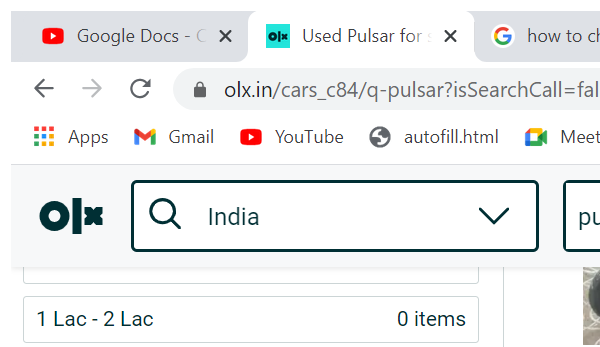 Google Docs - C
olx Used Pulsar for s
how to ch
olx.in/cars_c84/q-pulsar?isSearchCall=fal
Apps Gmail YouTube autofill.html Meet
olx India pu
1 Lac - 2 Lac 0 items